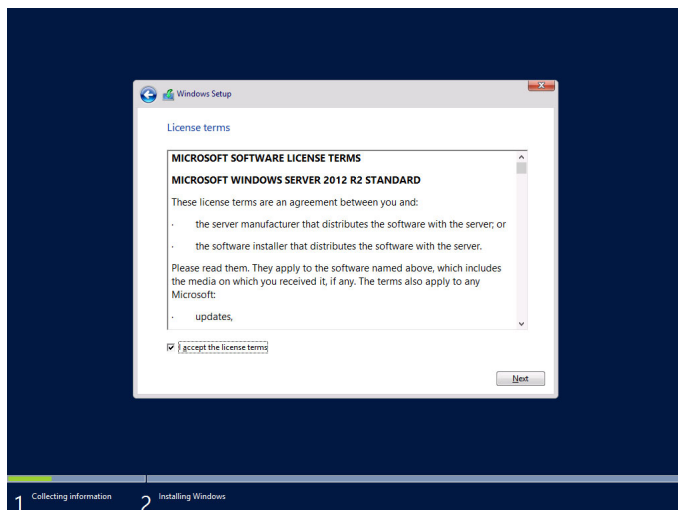 Windows Setup
License terms
MICROSOFT SOFTWARE LICENSE TERMS
MICROSOFT WINDOWS SERVER 2012 R2 STANDARD
These license terms are an agreement between you and:
· the server manufacturer that distributes the software with the server; or
· the software installer that distributes the software with the server.
Please read them. They apply to the software named above, which includes
the media on which you received it, if any. The terms also apply to any
Microsoft:
· updates,
I accept the license terms
Next
1 Collecting information
2 Installing Windows